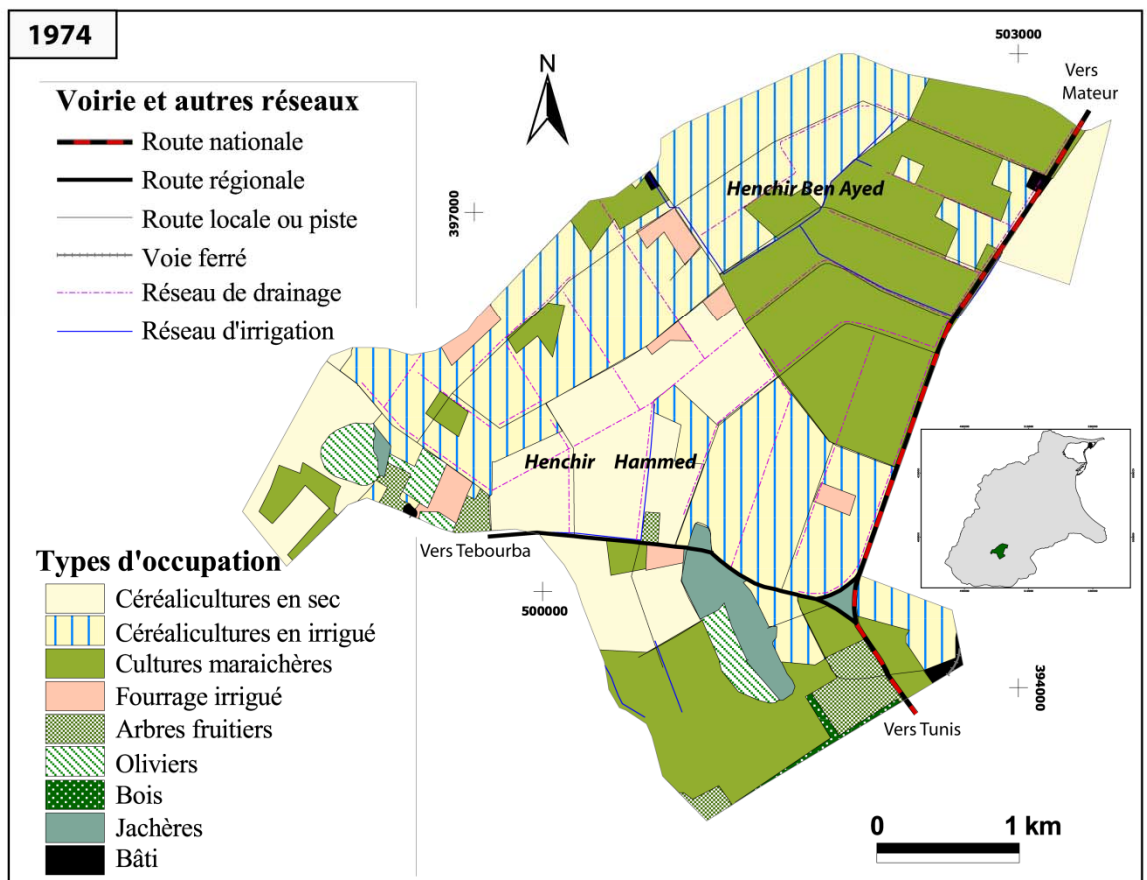 1974
Voirie et autres réseaux
Route nationale
Route régionale
Route locale ou piste
Voie ferré
Réseau de drainage
Réseau d'irrigation
Types d'occupation
Céréalicultures en sec
Céréalicultures en irrigué
Cultures maraichères
Fourrage irrigué
Arbres fruitiers
Oliviers
Bois
Jachères
Bâti
N
503000
Vers
Mateur
397000
Henchir Ben Ayed
Henchir Hammed
Vers Tebourba
500000
394000
Vers Tunis
0 1 km